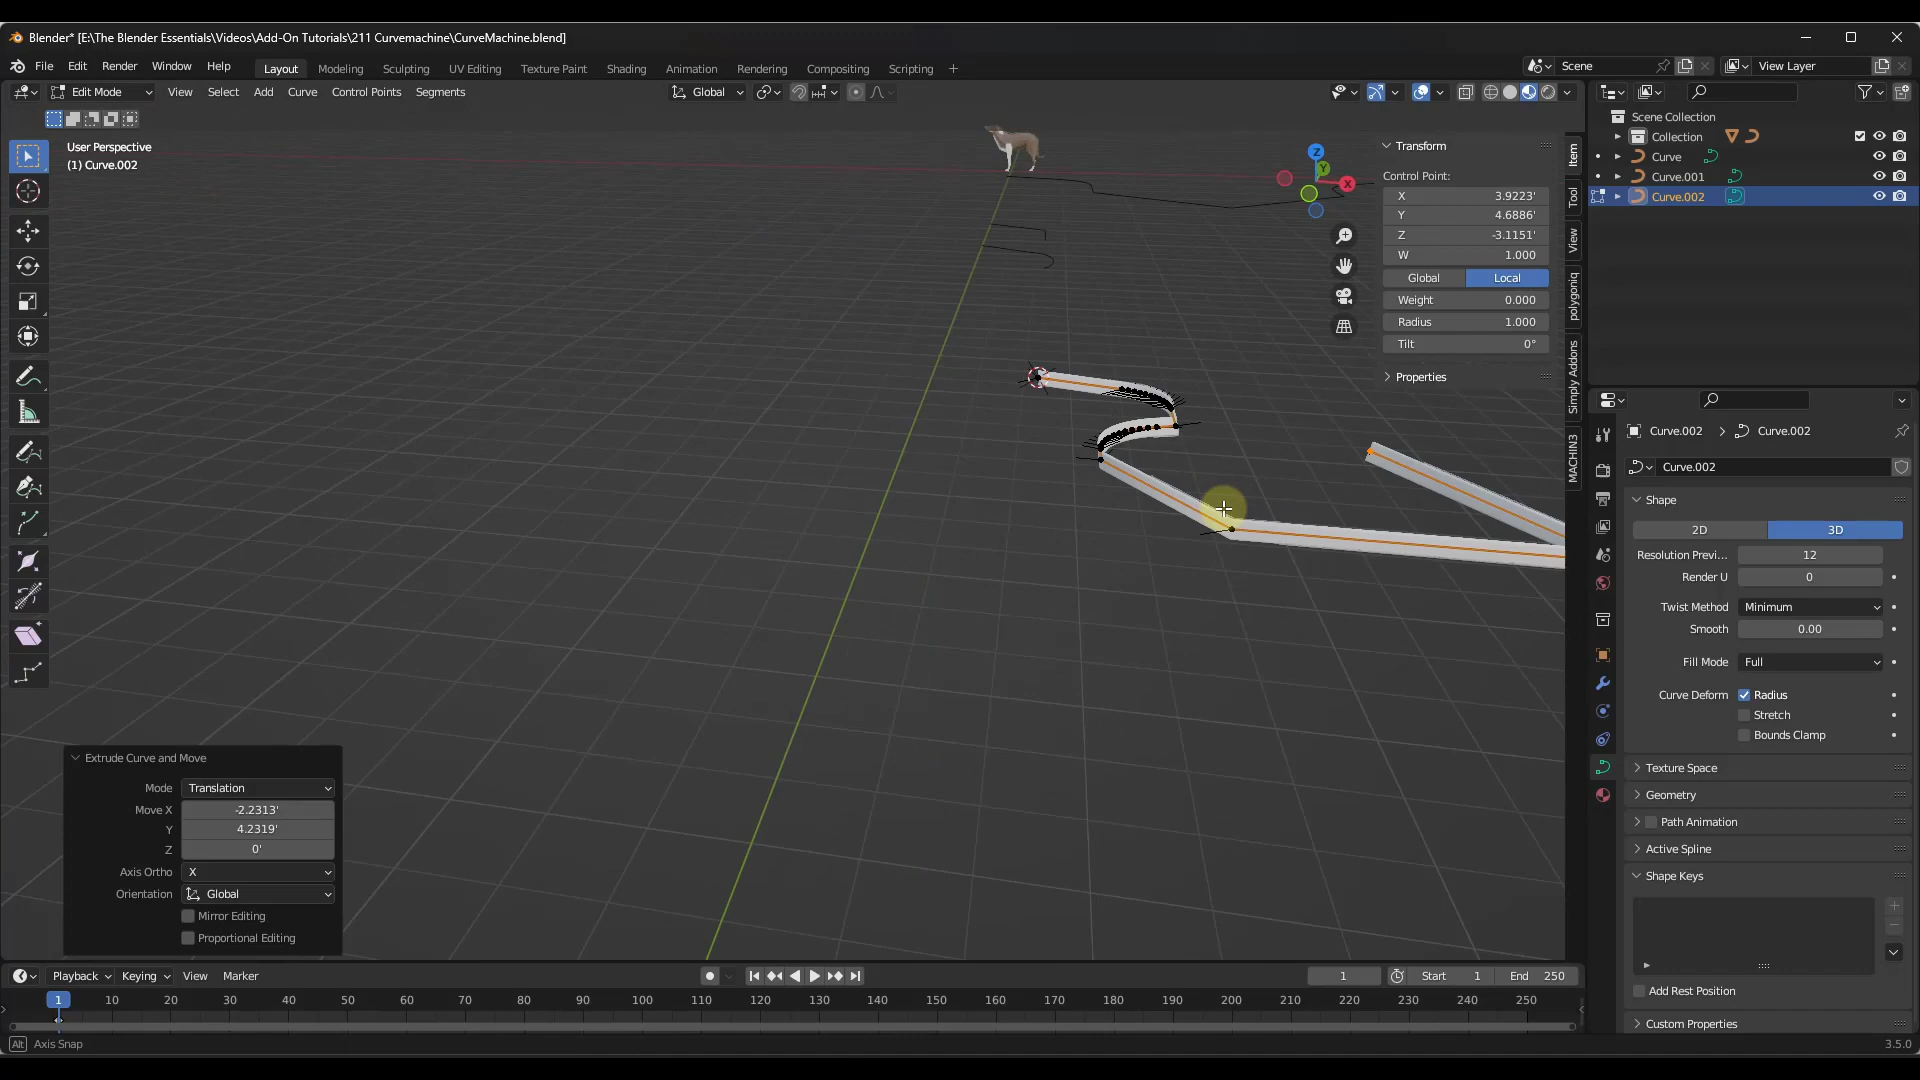 Blender* [E:\The Blender Essentials\Videos\Add-On Tutorials\211 Curvemachine\CurveMachine.blend]
File Edit Render Window Help Layout Modeling Sculpting UV Editing Texture Paint Shading Animation Rendering Compositing Scripting + Scene View Layer
Edit Mode View Select Add Curve Control Points Segments Global
User Perspective
(1) Curve.002
Z
Y
X
Transform
Control Point:
X 3.9223'
Y 4.6886'
Z -3.1151'
W 1.000
Global Local
Weight 0.000
Radius 1.000
Tilt 0°
Properties
Item
Tool
View
polygoniq
Simply Addons
MACHIN3
Scene Collection
Collection
Curve
Curve.001
Curve.002
Curve.002 Curve.002
Curve.002
Shape
2D 3D
Resolution Previ... 12
Render U 0
Twist Method Minimum
Smooth 0.00
Fill Mode Full
Curve Deform Radius
Stretch
Bounds Clamp
Texture Space
Geometry
Path Animation
Active Spline
Shape Keys
Add Rest Position
Custom Properties
Extrude Curve and Move
Mode Translation
Move X -2.2313'
Y 4.2319'
Z 0'
Axis Ortho X
Orientation Global
Mirror Editing
Proportional Editing
Playback Keying View Marker 1 Start 1 End 250
1 10 20 30 40 50 60 70 80 90 100 110 120 130 140 150 160 170 180 190 200 210 220 230 240 250
Alt Axis Snap 3.5.0